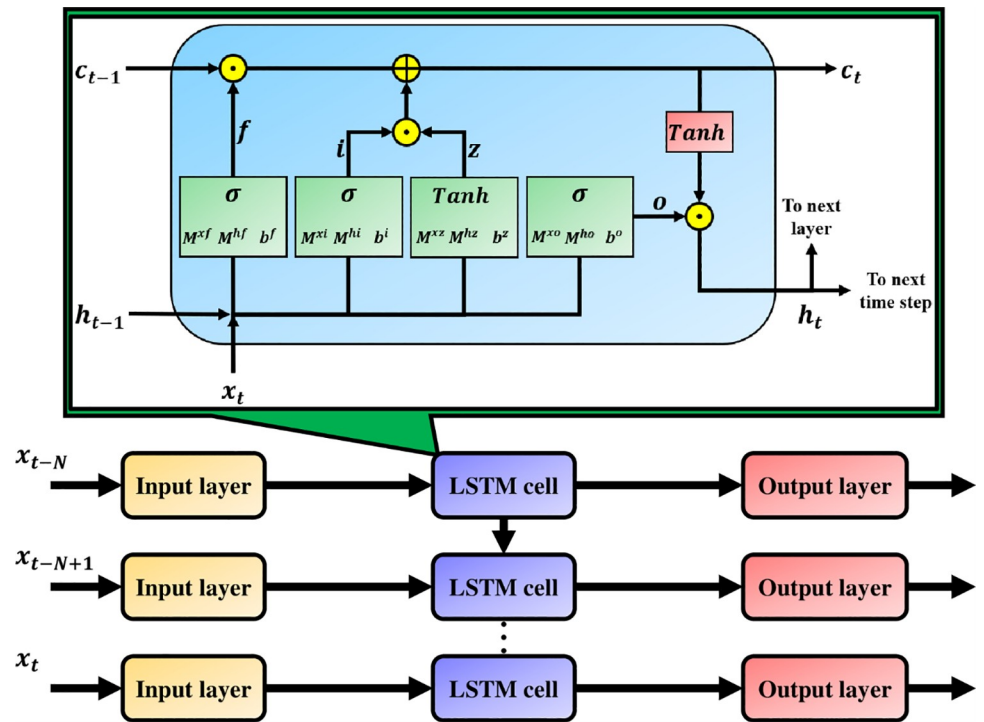 c_{t-1}
c_t
f
i
z
Tanh
σ
M^{xf} M^{hf} b^f
σ
M^{xi} M^{hi} b^i
Tanh
M^{xz} M^{hz} b^z
σ
M^{xo} M^{ho} b^o
o
To next
layer
To next
time step
h_{t-1}
h_t
x_t
x_{t-N}
Input layer
LSTM cell
Output layer
x_{t-N+1}
Input layer
LSTM cell
Output layer
x_t
Input layer
LSTM cell
Output layer